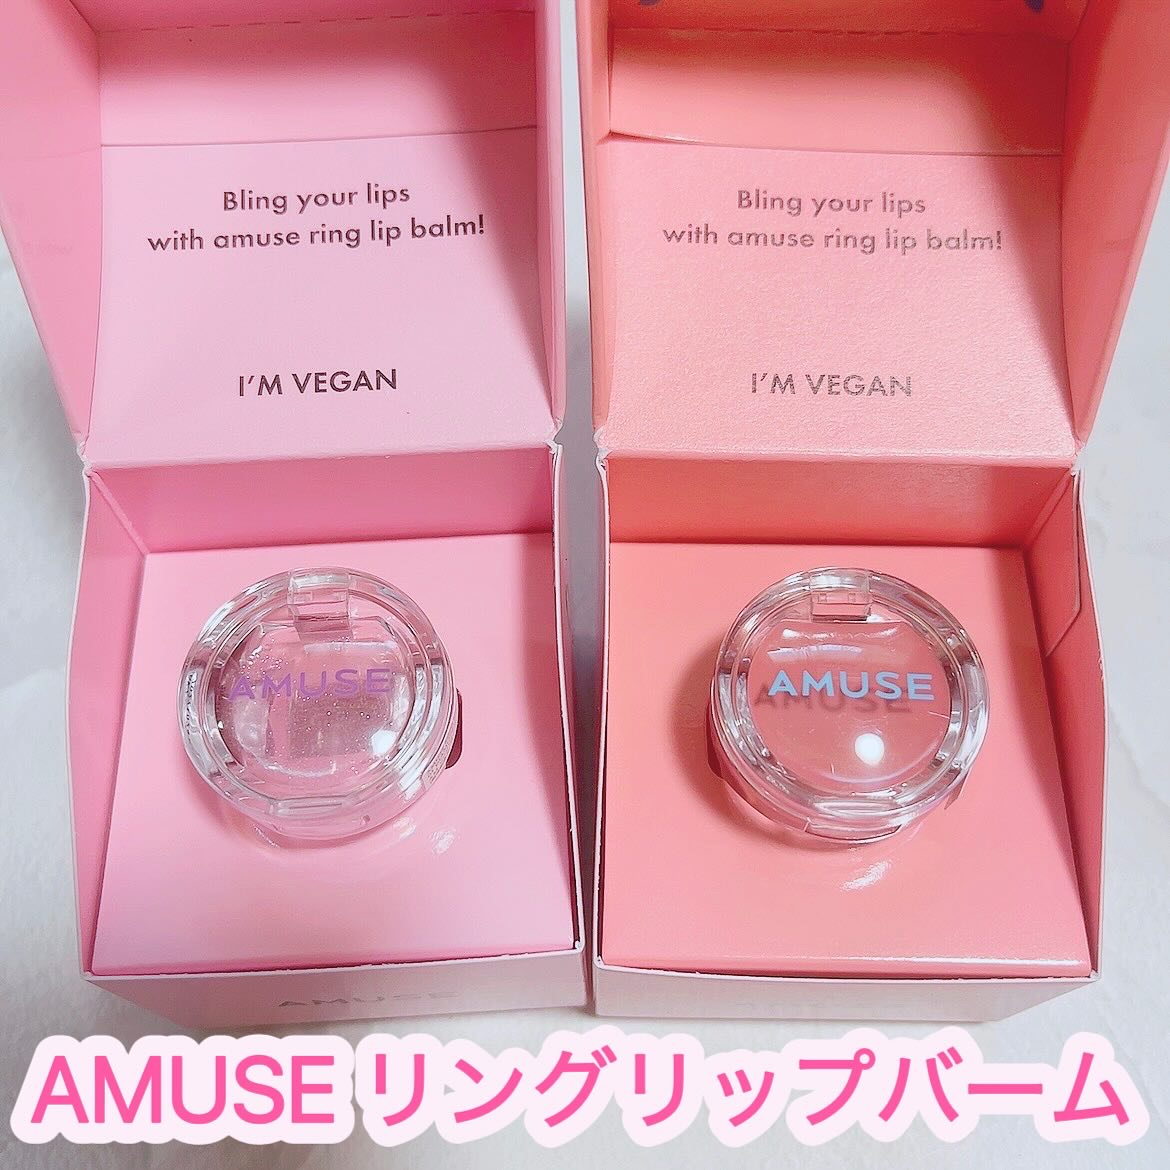 Bling your lips
with amuse ring lip balm!
I'M VEGAN
Bling your lips
with amuse ring lip balm!
I'M VEGAN
AMUSE
AMUSE
AMUSE
AMUSE リングリップバーム